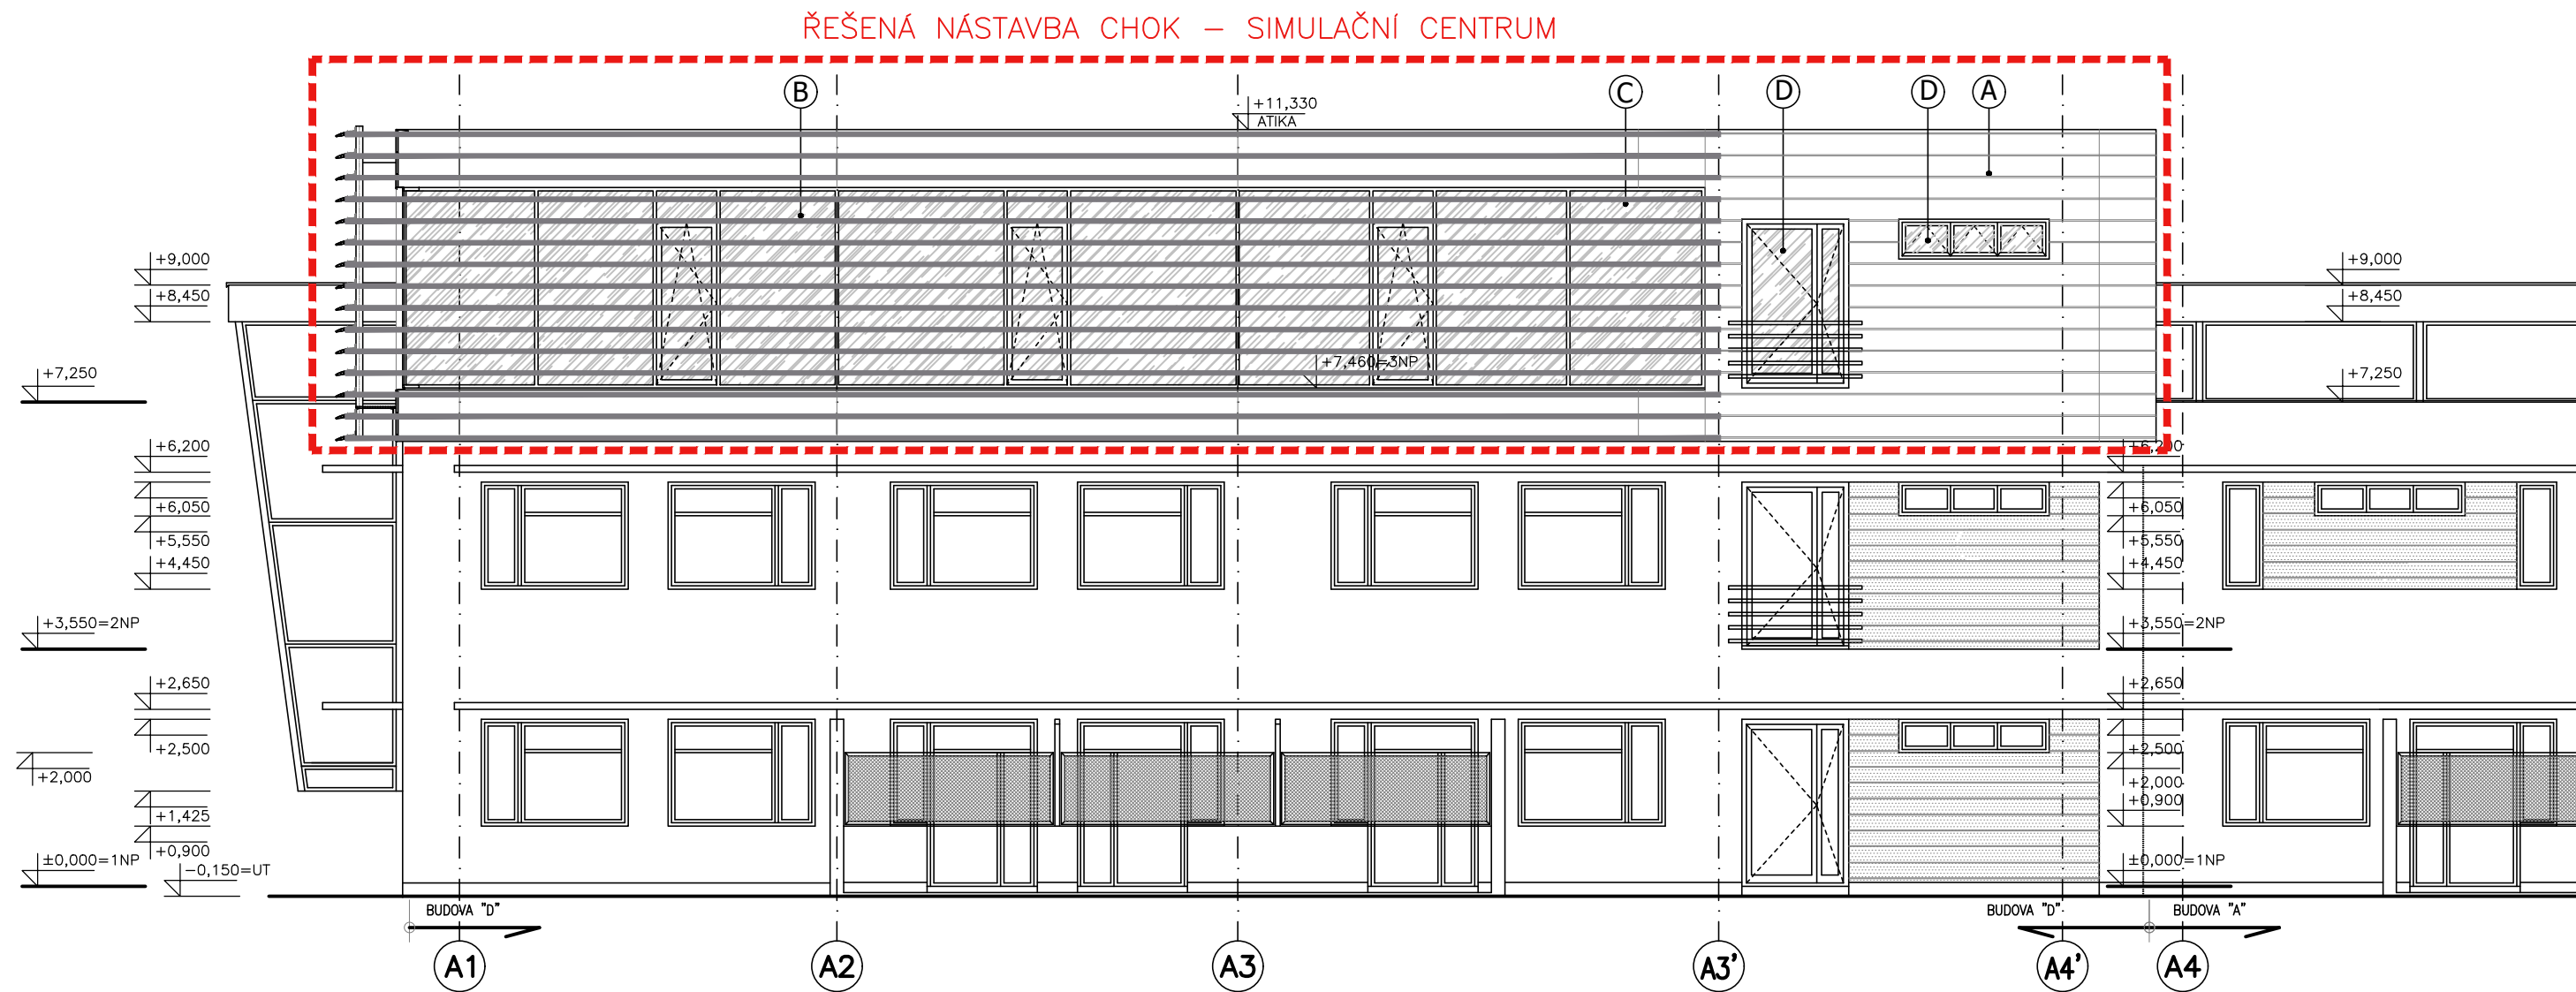 ŘEŠENÁ NÁSTAVBA CHOK – SIMULAČNÍ CENTRUM
B
C
D
D
A
+11,330
ATIKA
+9,000
+8,450
+7,250
+6,200
+6,050
+5,550
+4,450
+3,550=2NP
+2,650
+2,500
+2,000
+1,425
+0,900
±0,000=1NP
−0,150=UT
+7,460=3NP
+9,000
+8,450
+7,250
+6,200
+6,050
+5,550
+4,450
+3,550=2NP
+2,650
+2,500
+2,000
+0,900
±0,000=1NP
BUDOVA "D"
BUDOVA "D"
BUDOVA "A"
A1
A2
A3
A3'
A4'
A4